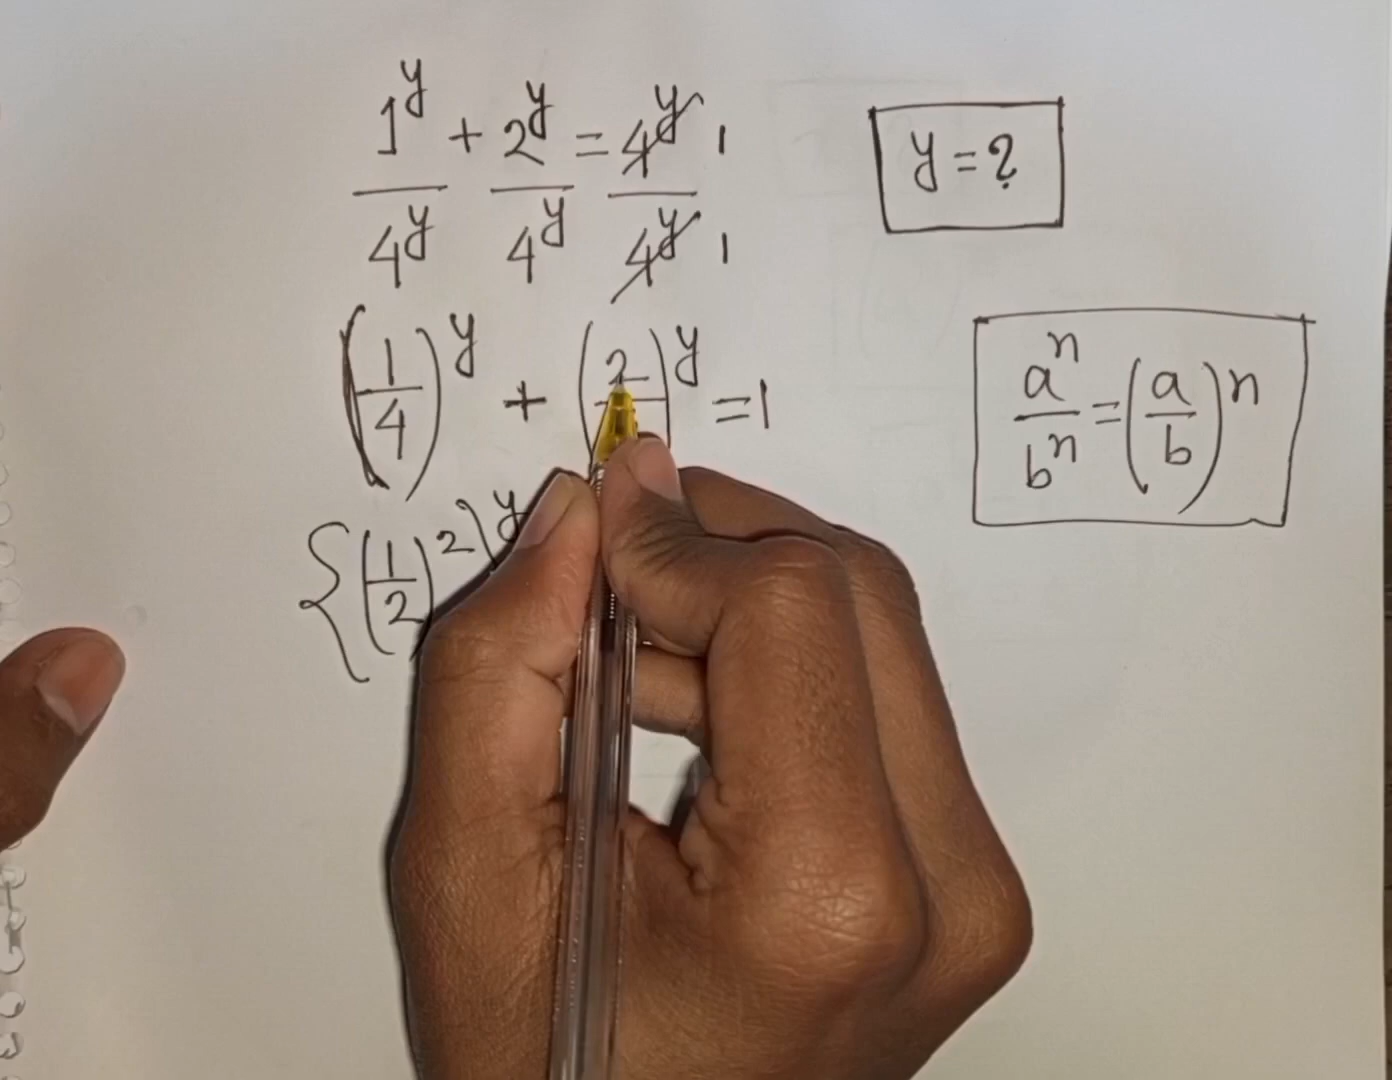 1^y/4^y + 2^y/4^y = 4^y/4^y 1 1
y = ?
(1/4)^y + (2/ )^y = 1
a^n/b^n = (a/b)^n
{(1/2)^2)^y